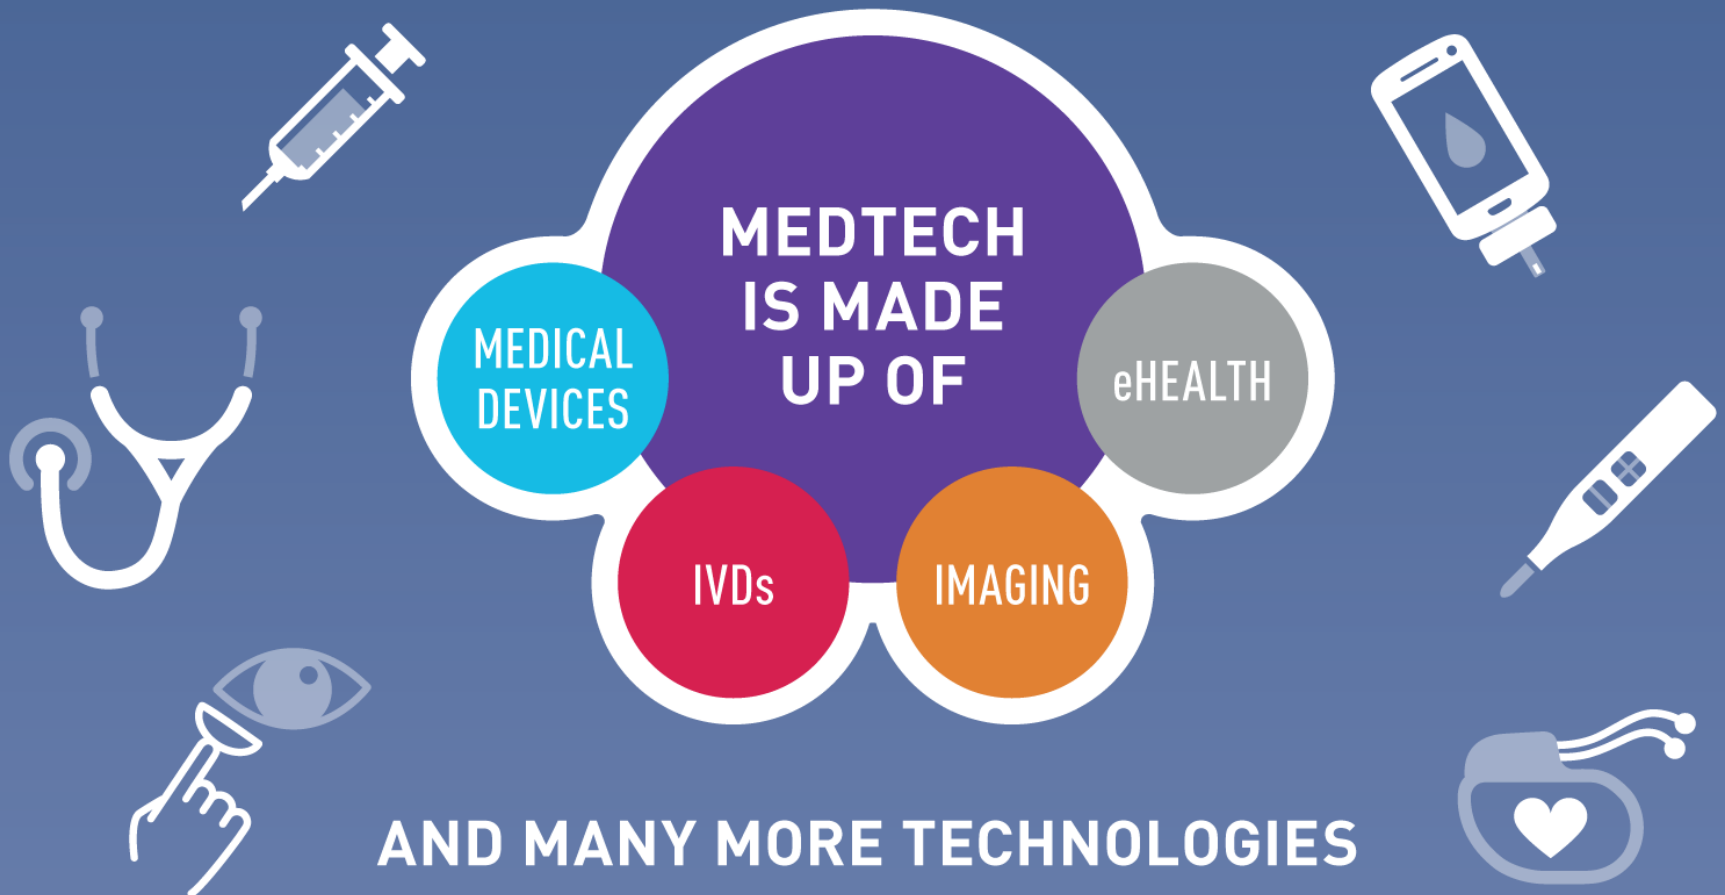 MEDTECH
IS MADE
UP OF
MEDICAL
DEVICES
eHEALTH
IVDs
IMAGING
AND MANY MORE TECHNOLOGIES